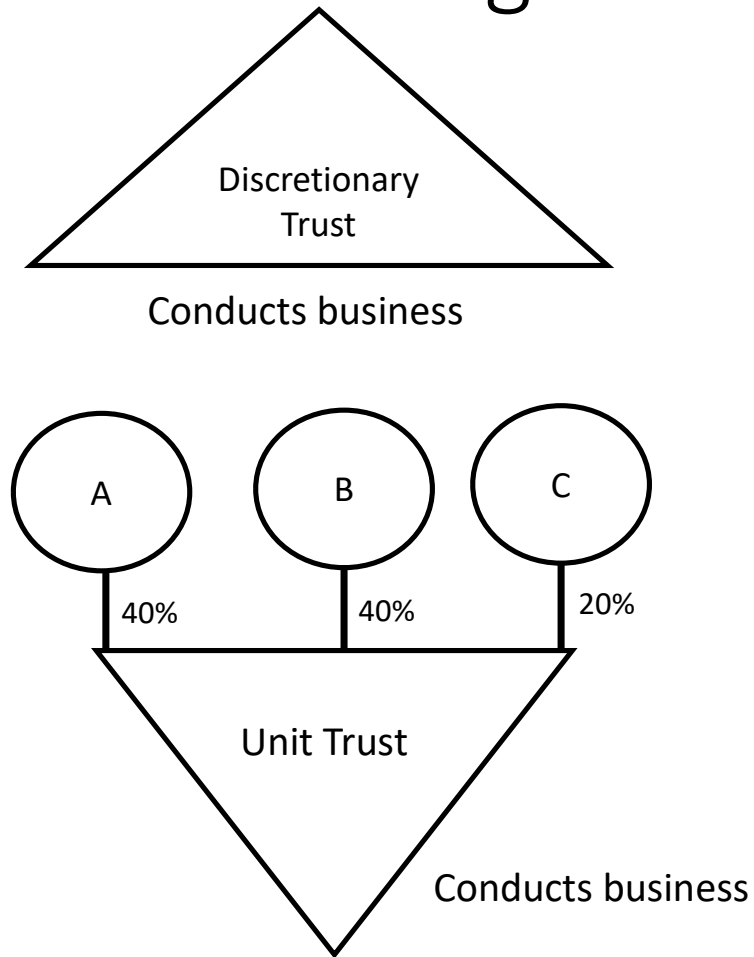 Discretionary
Trust
Conducts business
A
B
C
40%
40%
20%
Unit Trust
Conducts business